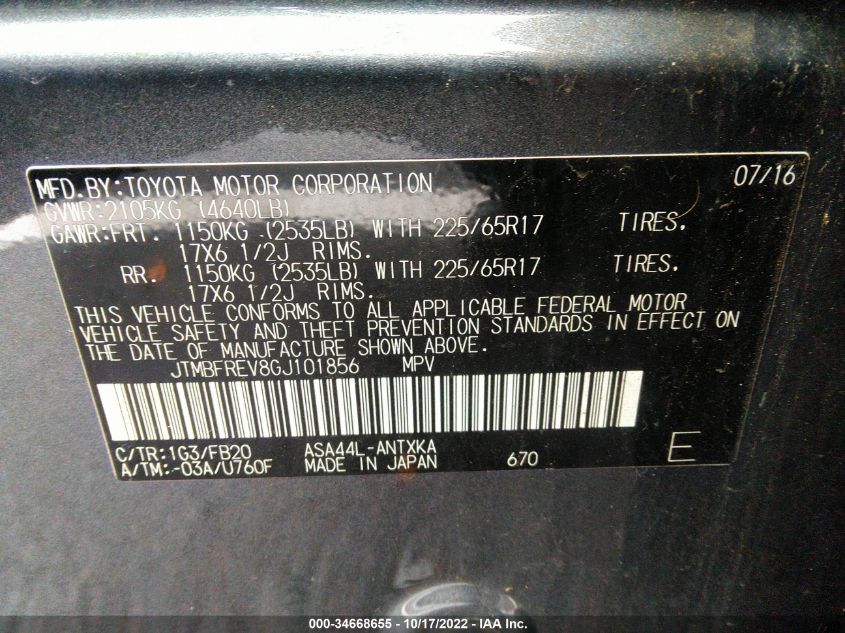 MFD.BY:TOYOTA MOTOR CORPORATION 07/16
GVWR:2105KG (4640LB)
GAWR:FRT. 1150KG (2535LB) WITH 225/65R17 TIRES.
17X6 1/2J RIMS.
RR. 1150KG (2535LB) WITH 225/65R17 TIRES.
17X6 1/2J RIMS.
THIS VEHICLE CONFORMS TO ALL APPLICABLE FEDERAL MOTOR
VEHICLE SAFETY AND THEFT PREVENTION STANDARDS IN EFFECT ON
THE DATE OF MANUFACTURE SHOWN ABOVE.
JTMBFREV8GJ101856 MPV
C/TR:1G3/FB20 ASA44L-ANTXKA
A/TM:-03A/U760F MADE IN JAPAN 670 E
000-34668655 - 10/17/2022 - IAA Inc.